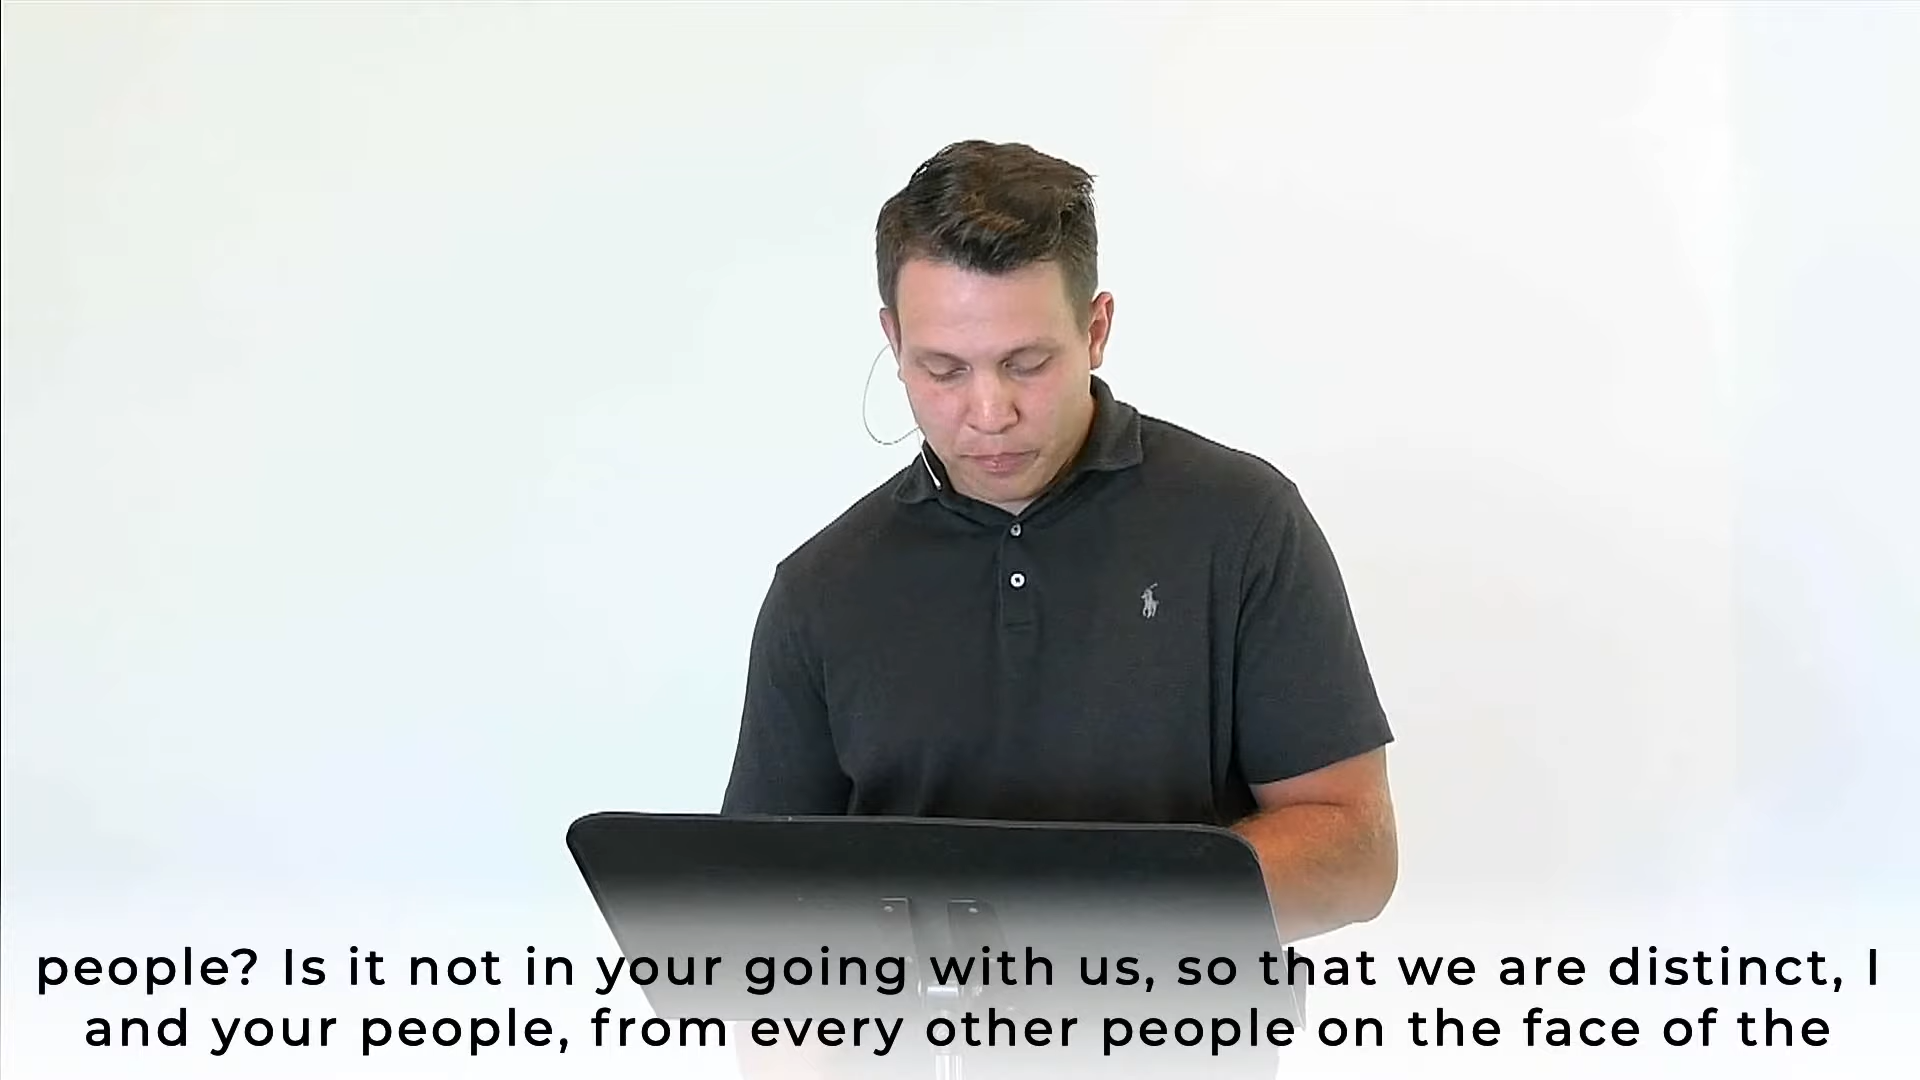 people? Is it not in your going with us, so that we are distinct, I
and your people, from every other people on the face of the